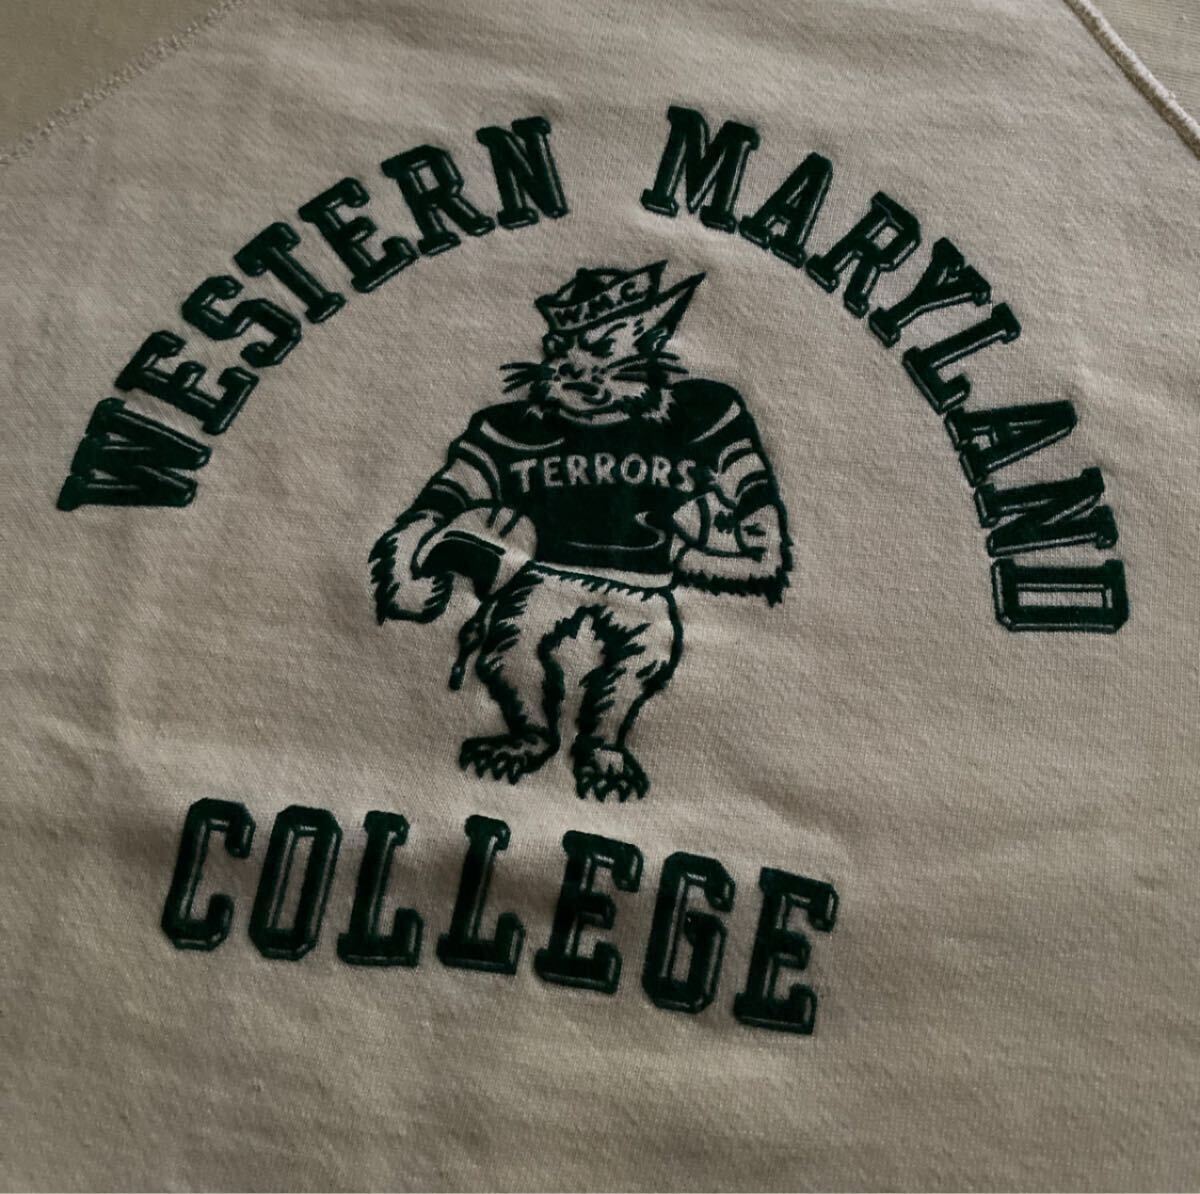 WESTERN MARYLAND
W.M.C.
TERRORS
COLLEGE